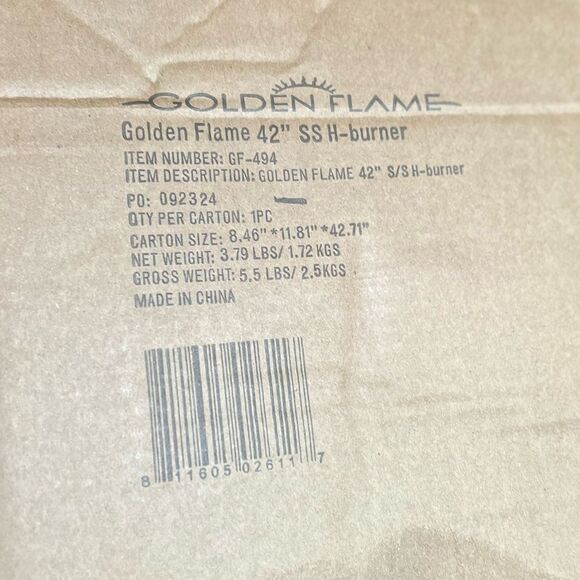 GOLDEN FLAME
Golden Flame 42" SS H-burner
ITEM NUMBER: GF-494
ITEM DESCRIPTION: GOLDEN FLAME 42" S/S H-burner
PO: 092324
QTY PER CARTON: 1PC
CARTON SIZE: 8.46"*11.81"*42.71"
NET WEIGHT: 3.79 LBS/ 1.72 KGS
GROSS WEIGHT: 5.5 LBS/ 2.5KGS
MADE IN CHINA
8 11605 02611 7